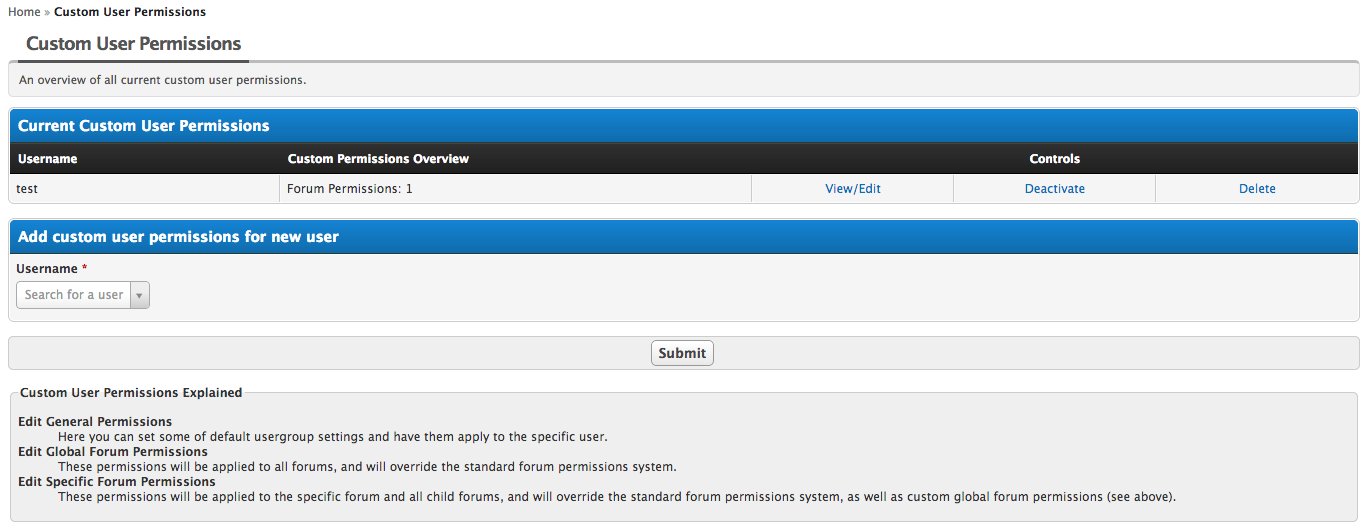 Home » Custom User Permissions
Custom User Permissions
An overview of all current custom user permissions.
Current Custom User Permissions
Username Custom Permissions Overview Controls
test Forum Permissions: 1 View/Edit Deactivate Delete
Add custom user permissions for new user
Username *
Search for a user
Submit
Custom User Permissions Explained
Edit General Permissions
Here you can set some of default usergroup settings and have them apply to the specific user.
Edit Global Forum Permissions
These permissions will be applied to all forums, and will override the standard forum permissions system.
Edit Specific Forum Permissions
These permissions will be applied to the specific forum and all child forums, and will override the standard forum permissions system, as well as custom global forum permissions (see above).